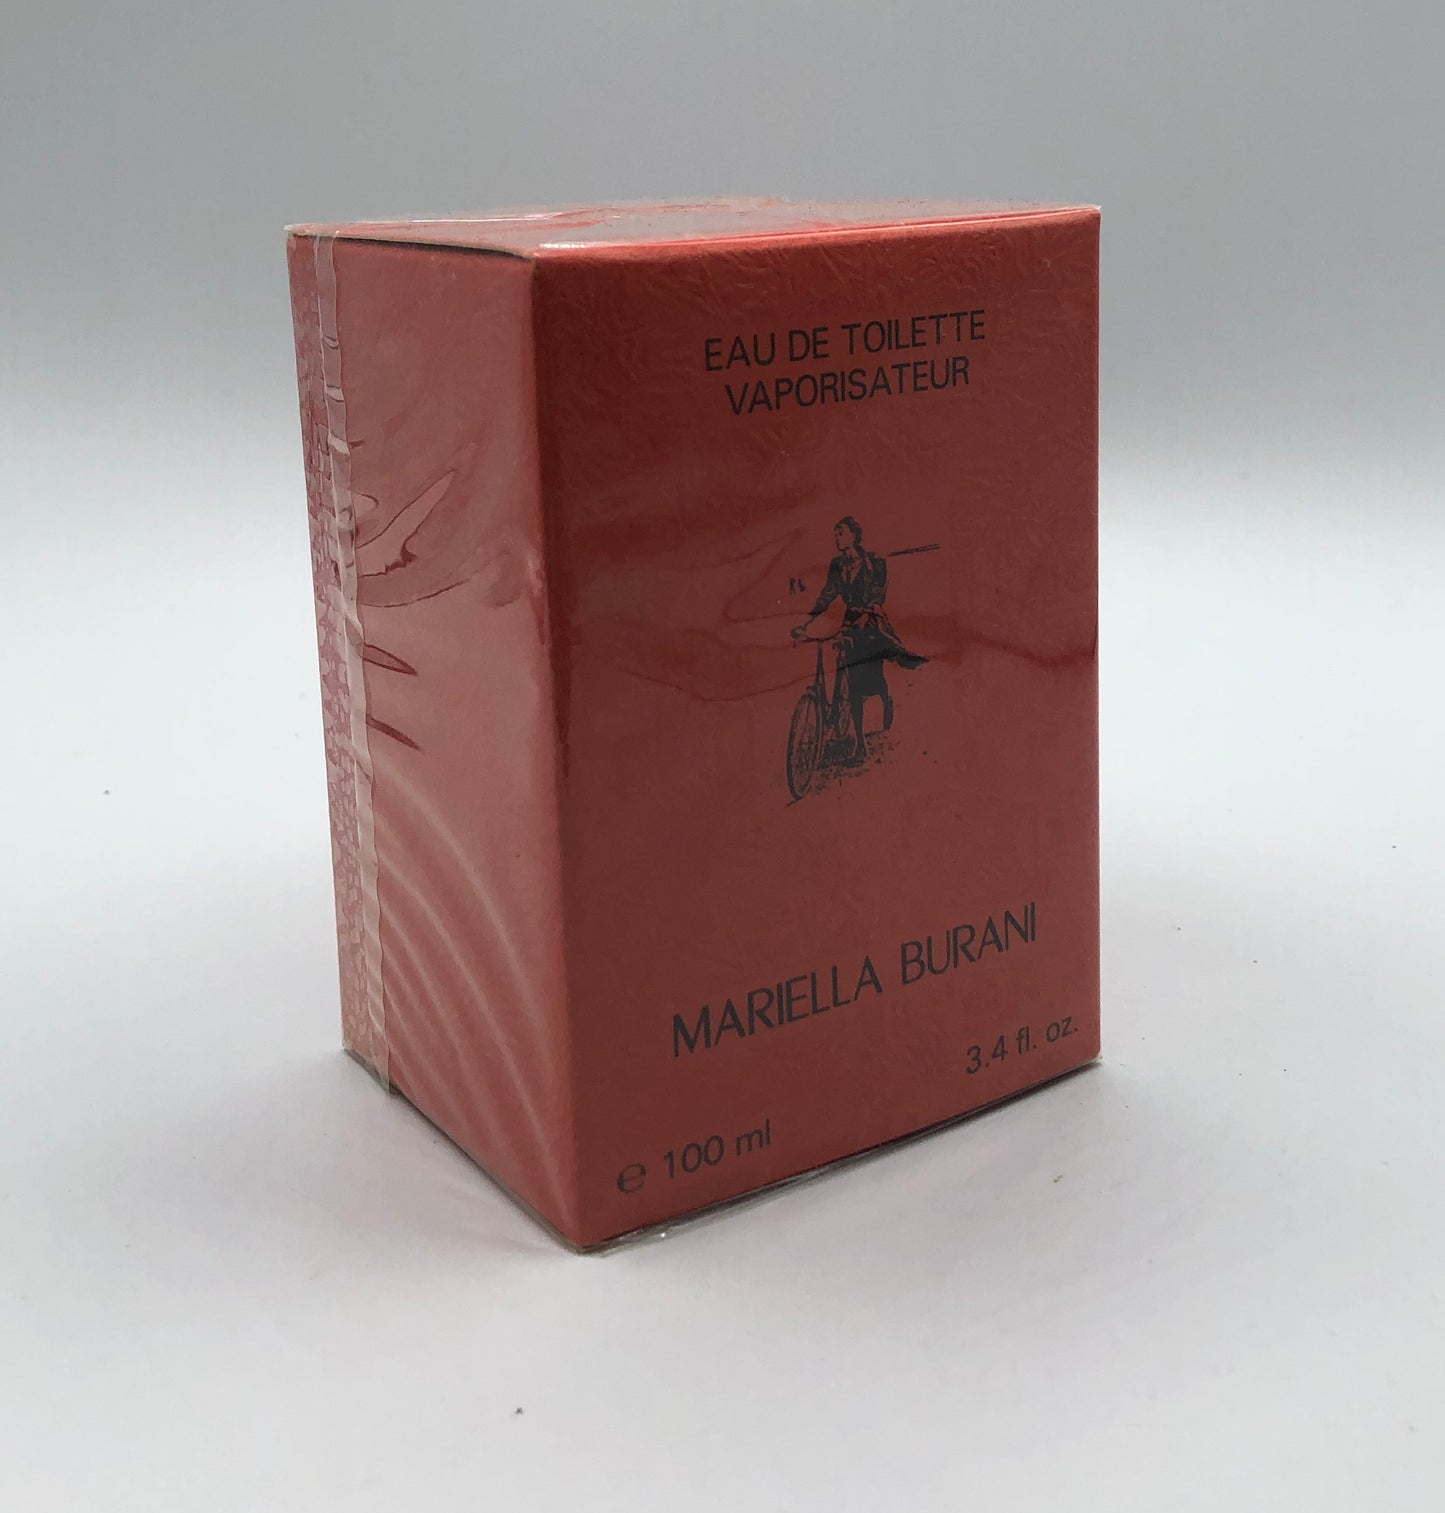 EAU DE TOILETTE
VAPORISATEUR
MARIELLA BURANI
3.4 fl. oz.
℮ 100 ml